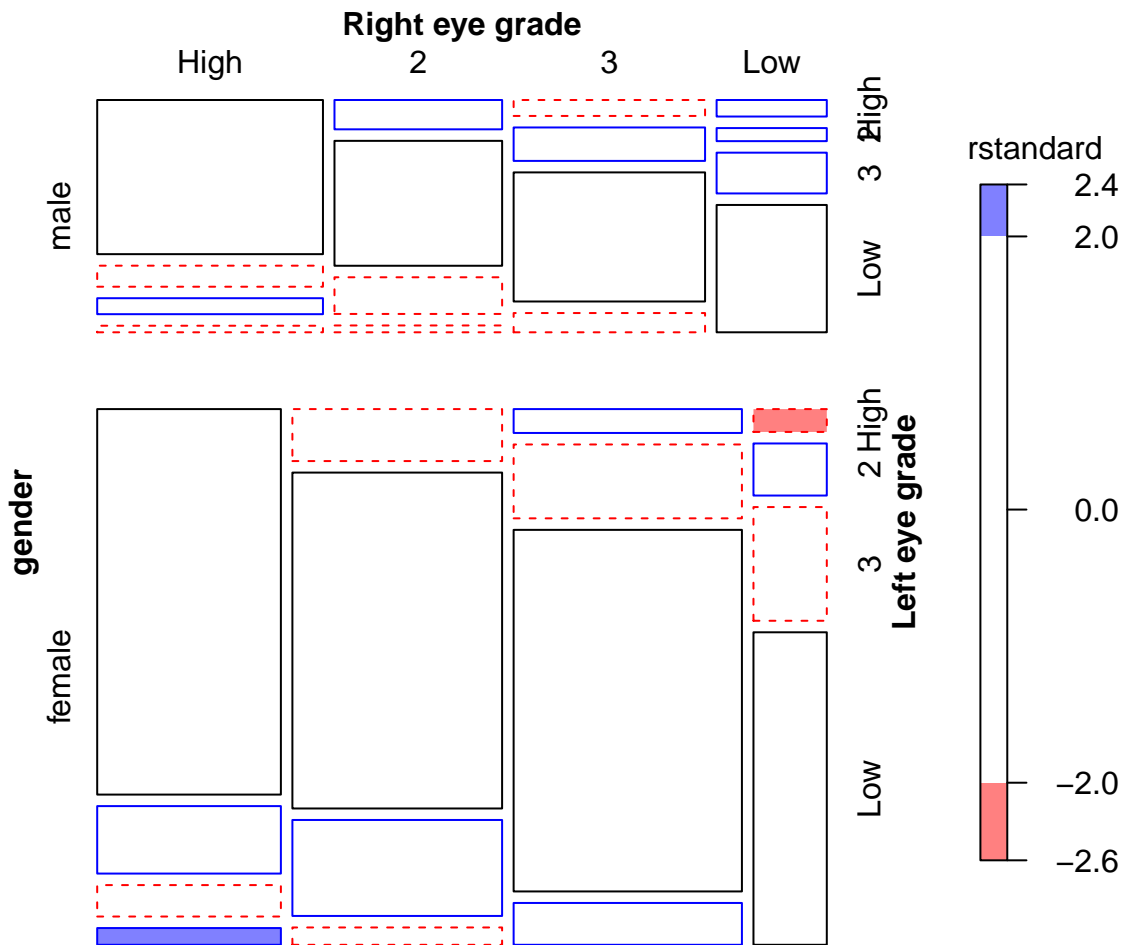 Right eye grade
High 2 3 Low
male
High
2
3
Low
gender
female
High
2
3
Low
Left eye grade
rstandard
2.4
2.0
0.0
−2.0
−2.6